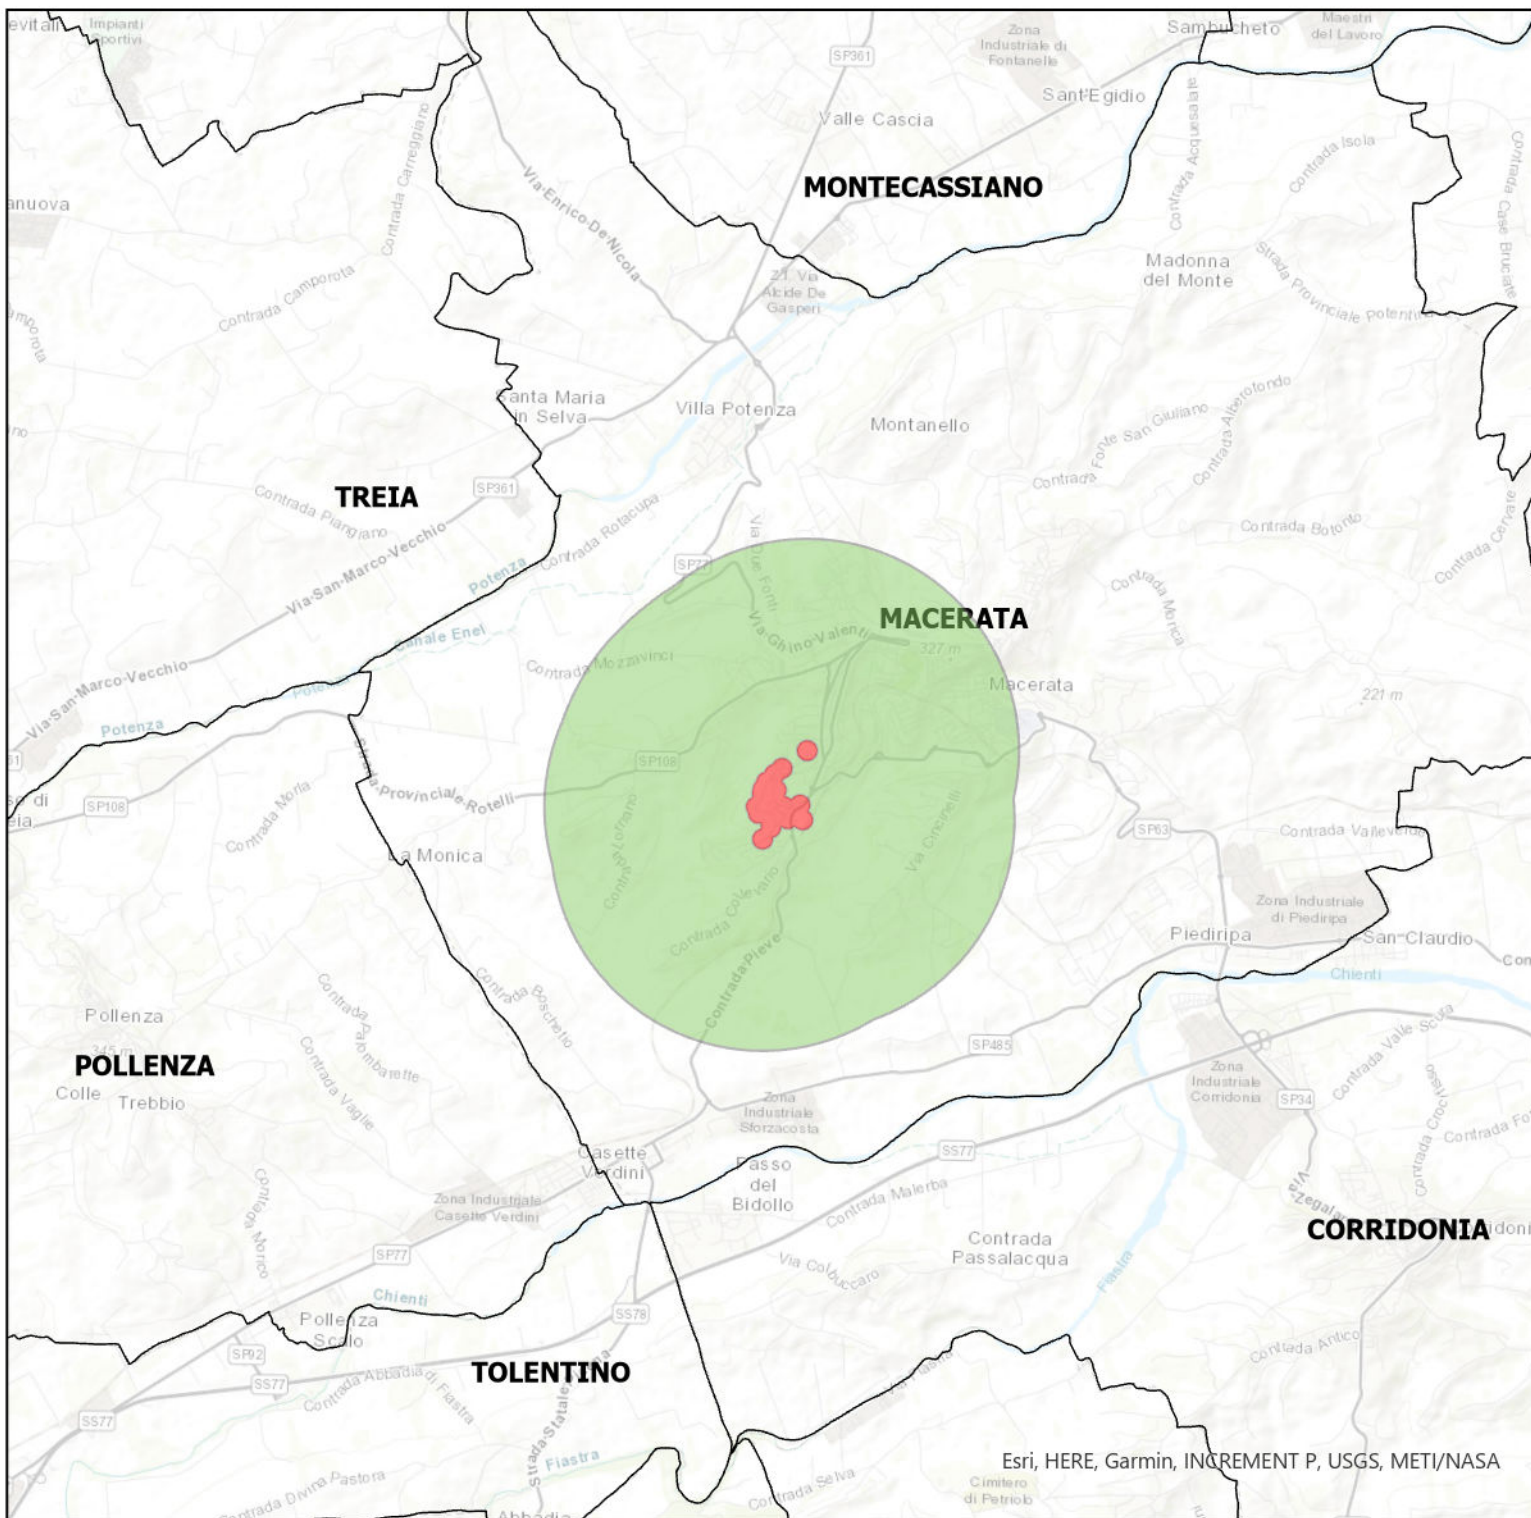 evitali
Impianti
Sportivi
SP361
Zona
Industriale di
Fontanelle
Sambucheto
Maestri
del Lavoro
Sant'Egidio
Valle Cascia
Contrada Carreggiano
Contrada Acquesalate
Contrada Isola
Contrada Case Bruciate
MONTECASSIANO
anuova
Via Enrico De Nicola
Contrada Camporota
Z.I. Via
Alcide De
Gasperi
Madonna
del Monte
Strada Provinciale Potentina
Santa Maria
in Selva
Villa Potenza
Montanello
Contrada Fonte San Giuliano
Contrada Alberotondo
TREIA
SP361
Contrada Piangiano
Contrada Rotacupa
Via San Marco Vecchio
Contrada Botonto
Contrada Cervare
Potenza
SP77
Via Due Fonti
Contrada Monica
Canale Enel
Via Ghino Valenti
MACERATA
327 m
Contrada Mozzavinci
Macerata
221 m
Via San Marco Vecchio
Potenza
Potenza
SP108
Strada Provinciale Rotelli
SP108
Contrada Morla
La Monica
Via Cincinelli
SP63
Contrada Valleverde
Contrada Collevario
Zona Industriale
di Piediripa
Piediripa
San Claudio
Contrada Pieve
Chienti
Contrada Boschetto
Pollenza
345 m
POLLENZA
Colle Trebbio
Contrada Palombarette
Contrada Vaglie
SP485
Zona
Industriale
Corridonia
SP34
Contrada Valle Scura
Zona
Industriale
Sforzacosta
Casette
Verdini
Passo
del
Bidollo
SS77
Contrada Malerba
Zona Industriale
Casette Verdini
Contrada Morico
SP77
Contrada
Passalacqua
Via Colbuccaro
Fiastra
CORRIDONIA
Chienti
Pollenza
Scalo
SS78
SP92
SS77
TOLENTINO
Contrada Abbadia di Fiastra
Via Fiastra
Contrada Antico
SS77
Fiastra
Contrada Divina Pastora
Contrada Selva
Cimitero
di Petriolo
Abbadia
Esri, HERE, Garmin, INCREMENT P, USGS, METI/NASA